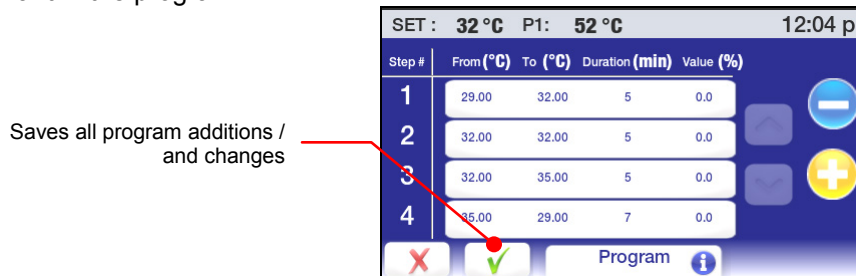 SET : 32 °C P1: 52 °C 12:04 p
Step # From (°C) To (°C) Duration (min) Value (%)
1 29.00 32.00 5 0.0
2 32.00 32.00 5 0.0
Saves all program additions /
and changes
3 32.00 35.00 5 0.0
4 35.00 29.00 7 0.0
Program